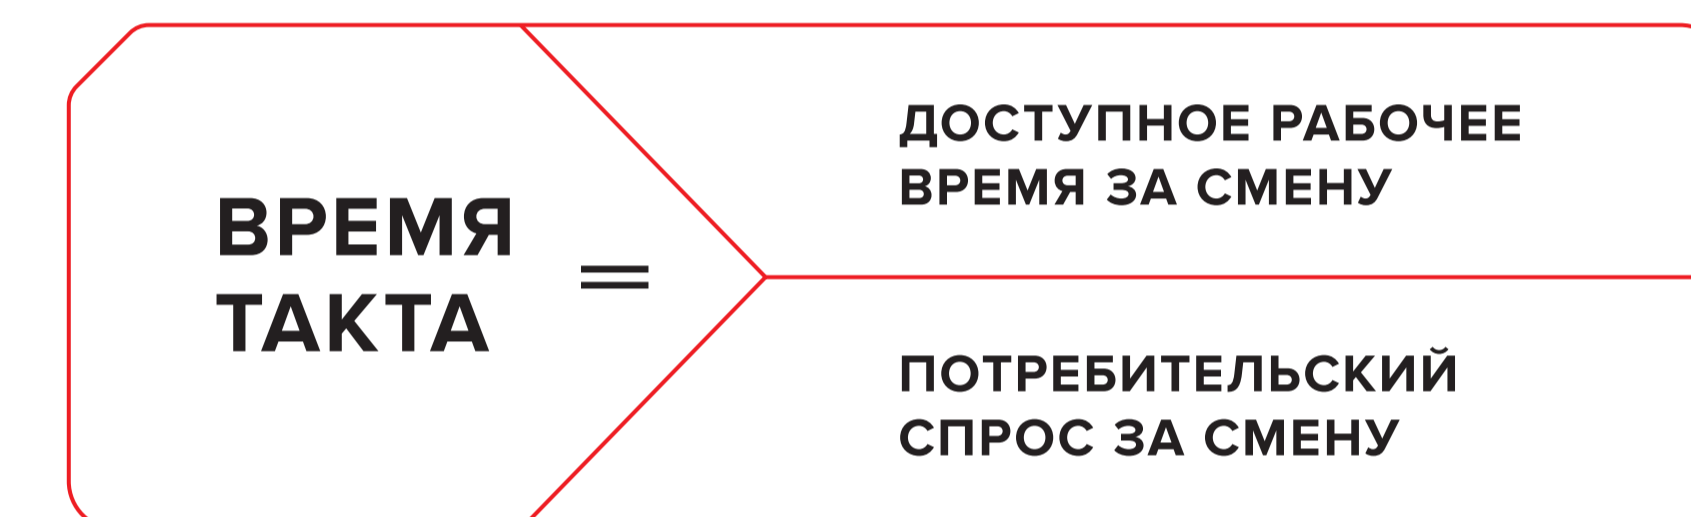 ВРЕМЯ
ТАКТА
=
ДОСТУПНОЕ РАБОЧЕЕ
ВРЕМЯ ЗА СМЕНУ
ПОТРЕБИТЕЛЬСКИЙ
СПРОС ЗА СМЕНУ